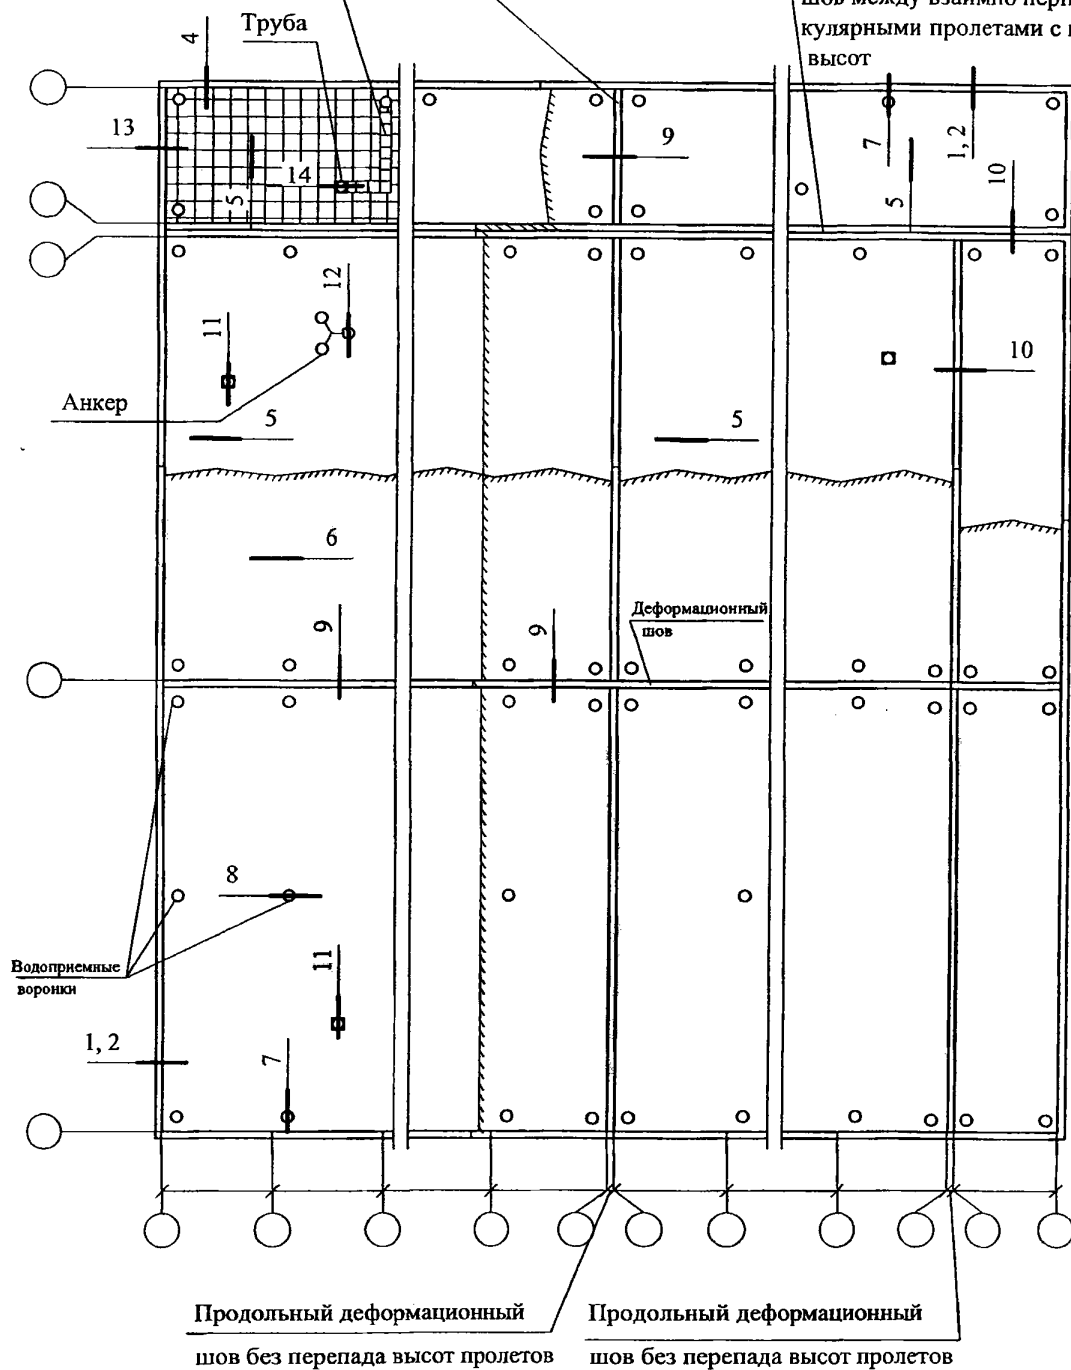 шов между взаимно перпен
кулярными пролетами с п
высот
Труба
4
13
14
5
9
7
5
1, 2
10
11
12
10
Анкер
5
5
6
9
9
Деформационный
шов
8
Водоприемные
воронки
11
1, 2
7
Продольный деформационный
шов без перепада высот пролетов
Продольный деформационный
шов без перепада высот пролетов